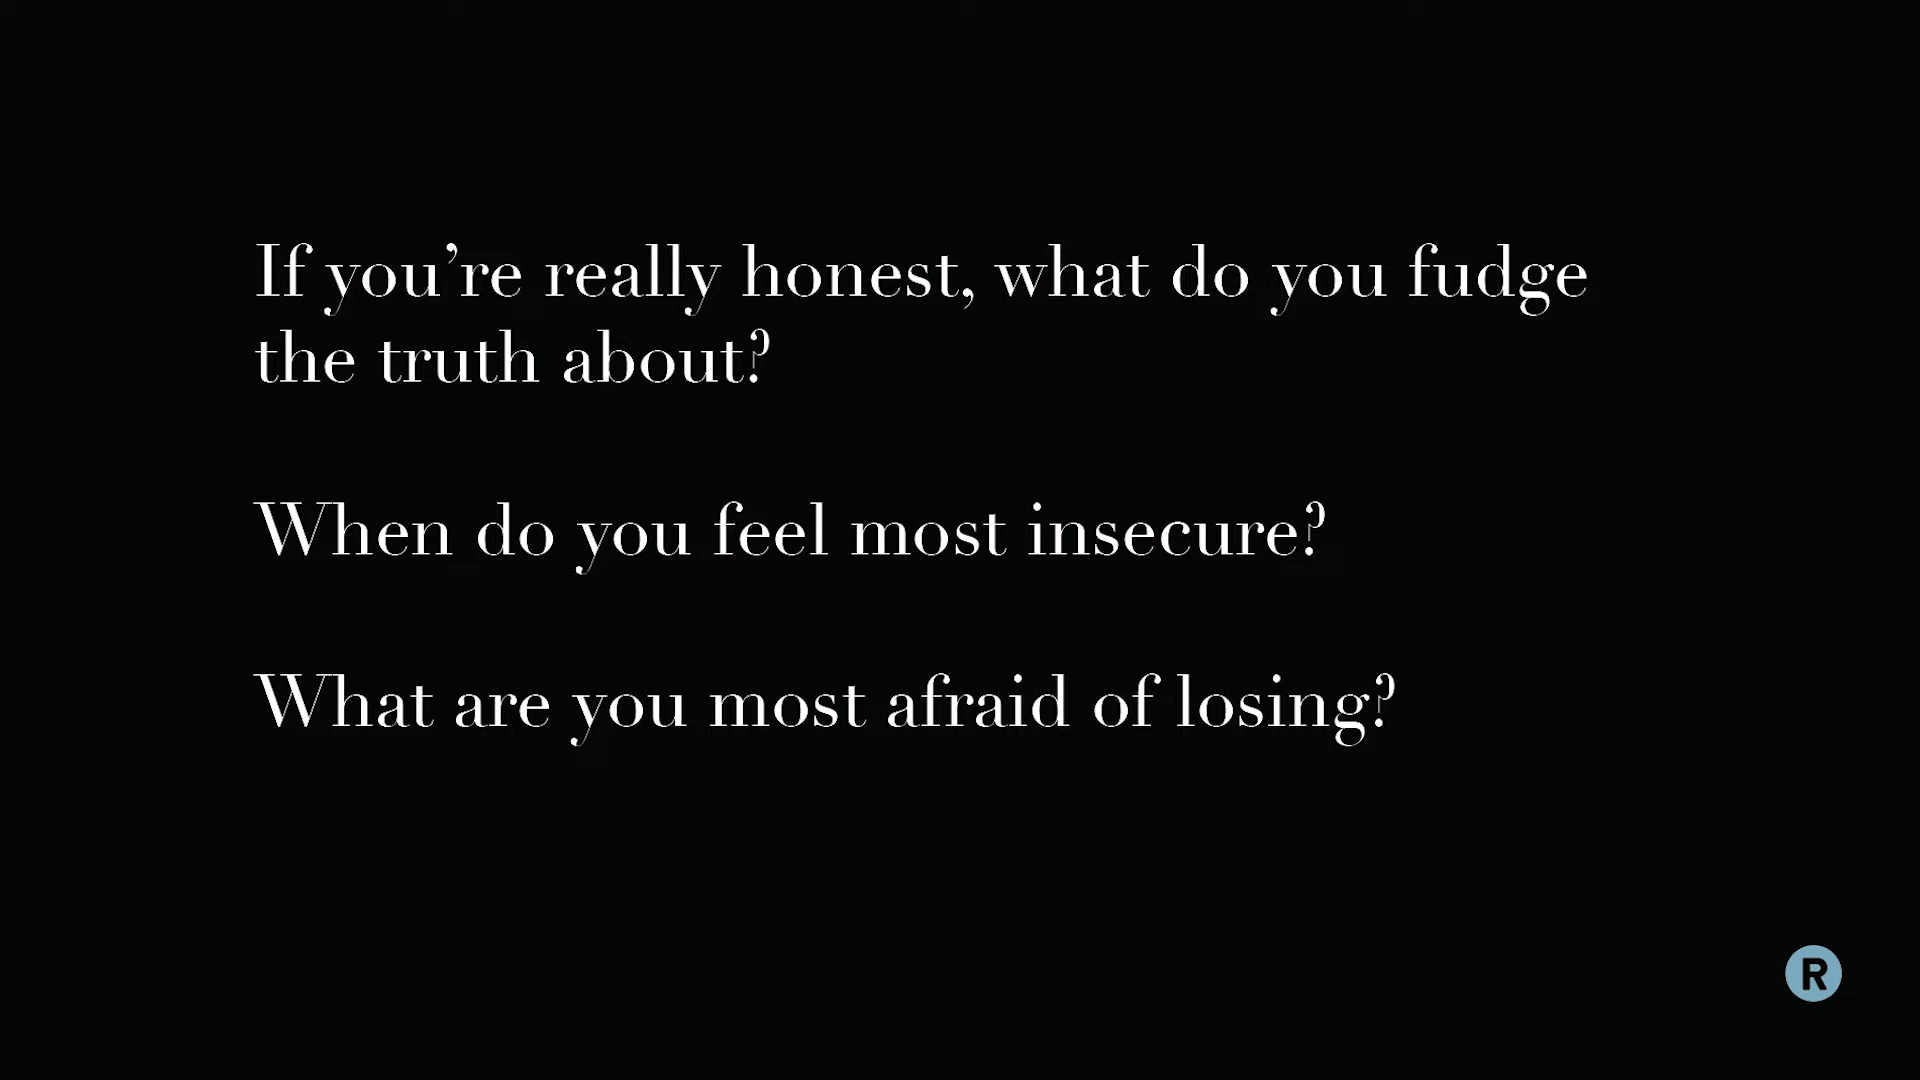 If you’re really honest, what do you fudge
the truth about?
When do you feel most insecure?
What are you most afraid of losing?
R